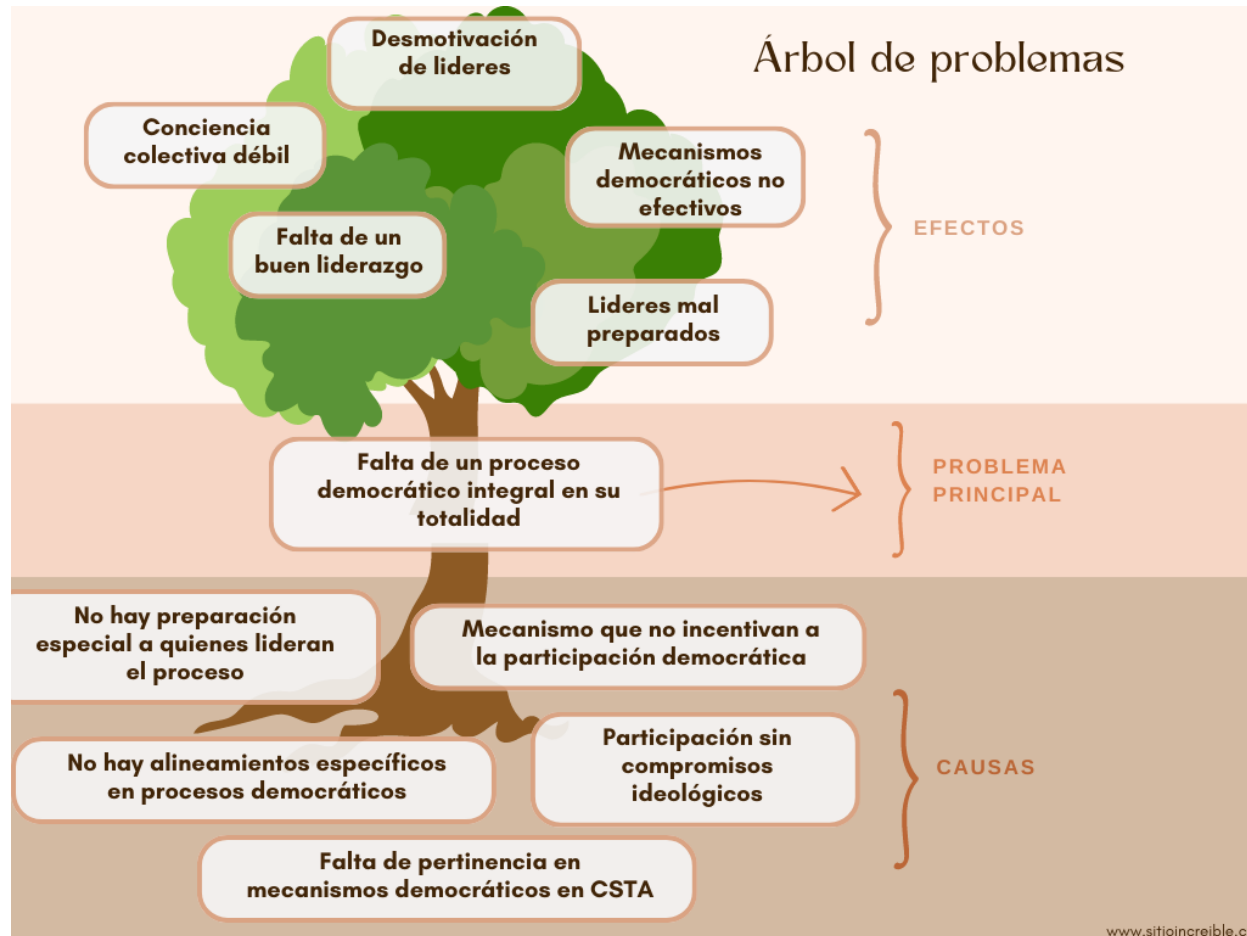 Árbol de problemas
Desmotivación
de lideres
Conciencia
colectiva débil
Mecanismos
democráticos no
efectivos
Falta de un
buen liderazgo
Lideres mal
preparados
EFECTOS
Falta de un proceso
democrático integral en su
totalidad
PROBLEMA
PRINCIPAL
No hay preparación
especial a quienes lideran
el proceso
Mecanismo que no incentivan a
la participación democrática
No hay alineamientos específicos
en procesos democráticos
Participación sin
compromisos
ideológicos
CAUSAS
Falta de pertinencia en
mecanismos democráticos en CSTA
www.sitioincreible.c